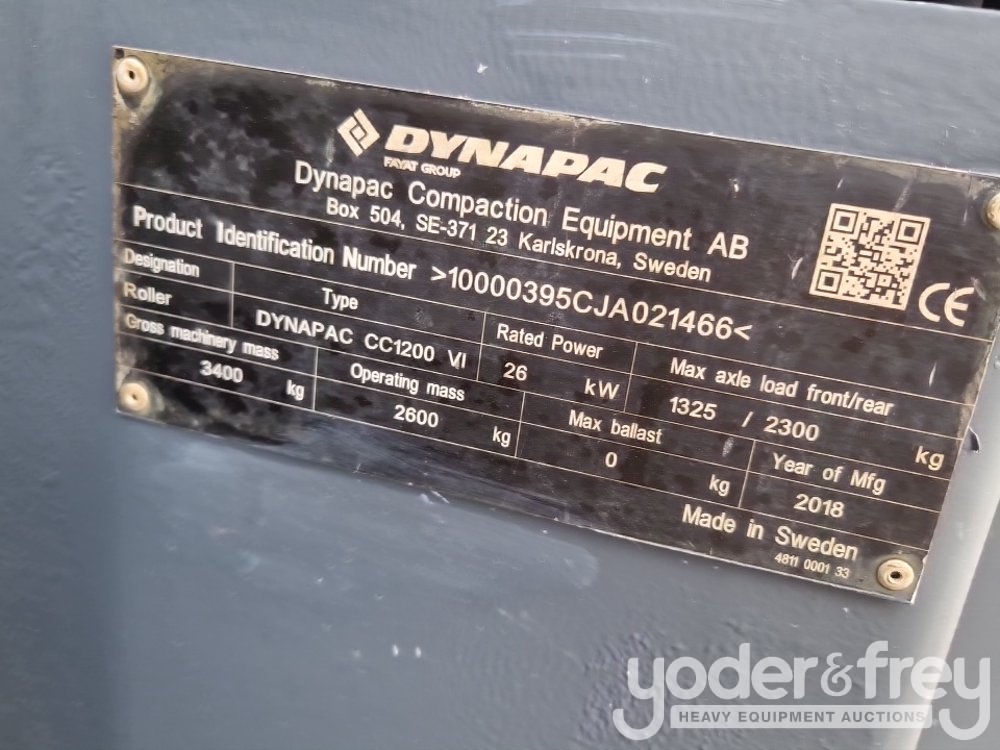 DYNAPAC
FAYAT GROUP
Dynapac Compaction Equipment AB
Box 504, SE-371 23 Karlskrona, Sweden
Product Identification Number >10000395CJA021466<
Designation Type Rated Power Max axle load front/rear
Roller DYNAPAC CC1200 VI 26 kW 1325 / 2300 kg
Gross machinery mass Operating mass Max ballast Year of Mfg
3400 kg 2600 kg 0 kg 2018
Made in Sweden
4811 0001 33
CE
yoder&frey
HEAVY EQUIPMENT AUCTIONS